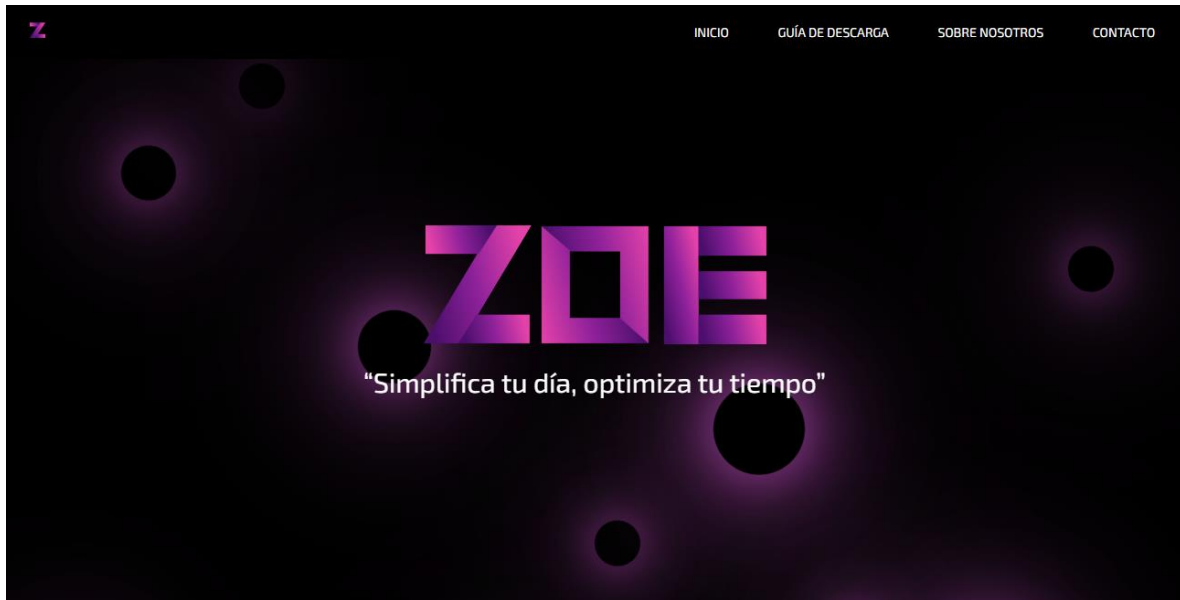 Z
INICIO GUÍA DE DESCARGA SOBRE NOSOTROS CONTACTO
ZOE
“Simplifica tu día, optimiza tu tiempo”